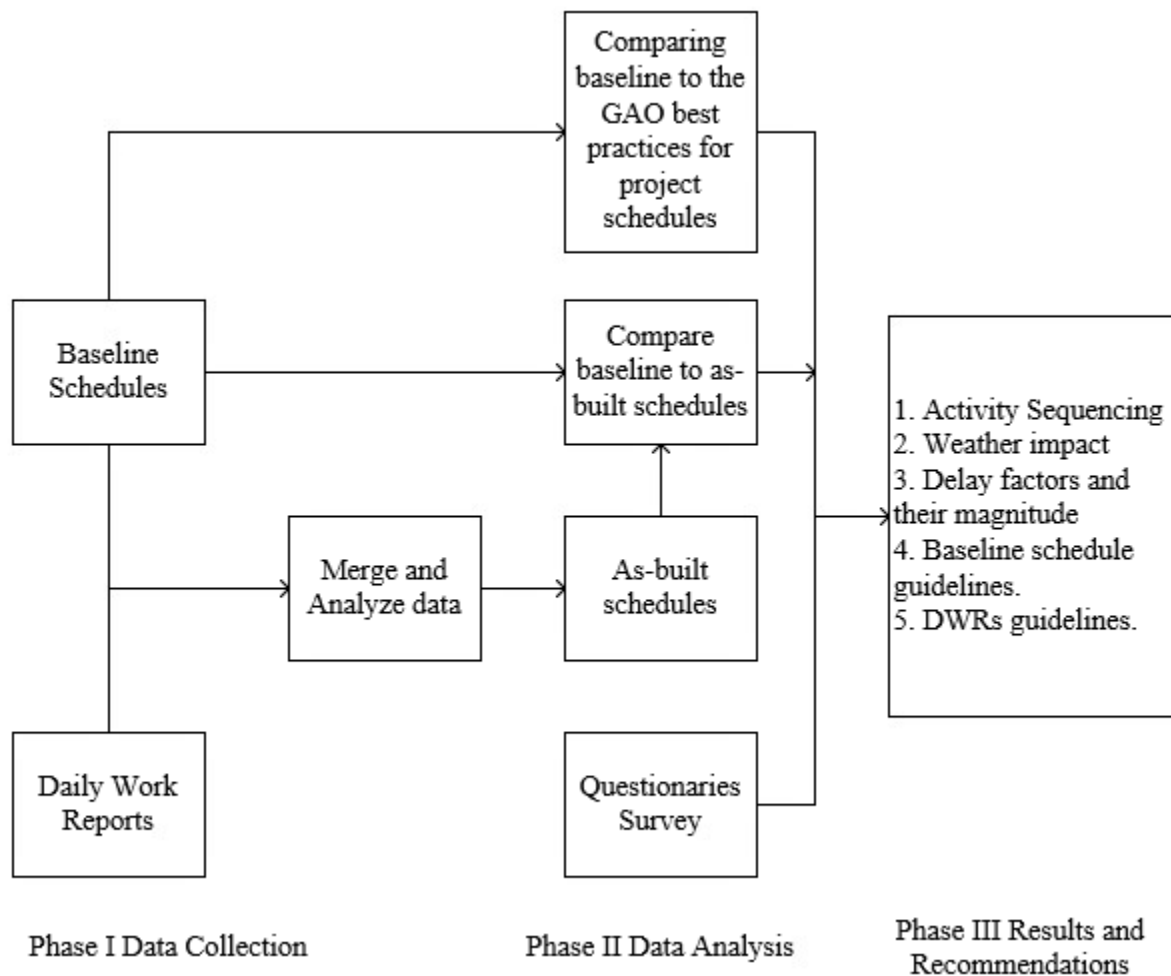 Comparing
baseline to the
GAO best
practices for
project
schedules
Baseline
Schedules
Compare
baseline to as-
built schedules
Merge and
Analyze data
As-built
schedules
Daily Work
Reports
Questionaries
Survey
1. Activity Sequencing
2. Weather impact
3. Delay factors and
their magnitude
4. Baseline schedule
guidelines.
5. DWRs guidelines.
Phase I Data Collection
Phase II Data Analysis
Phase III Results and
Recommendations